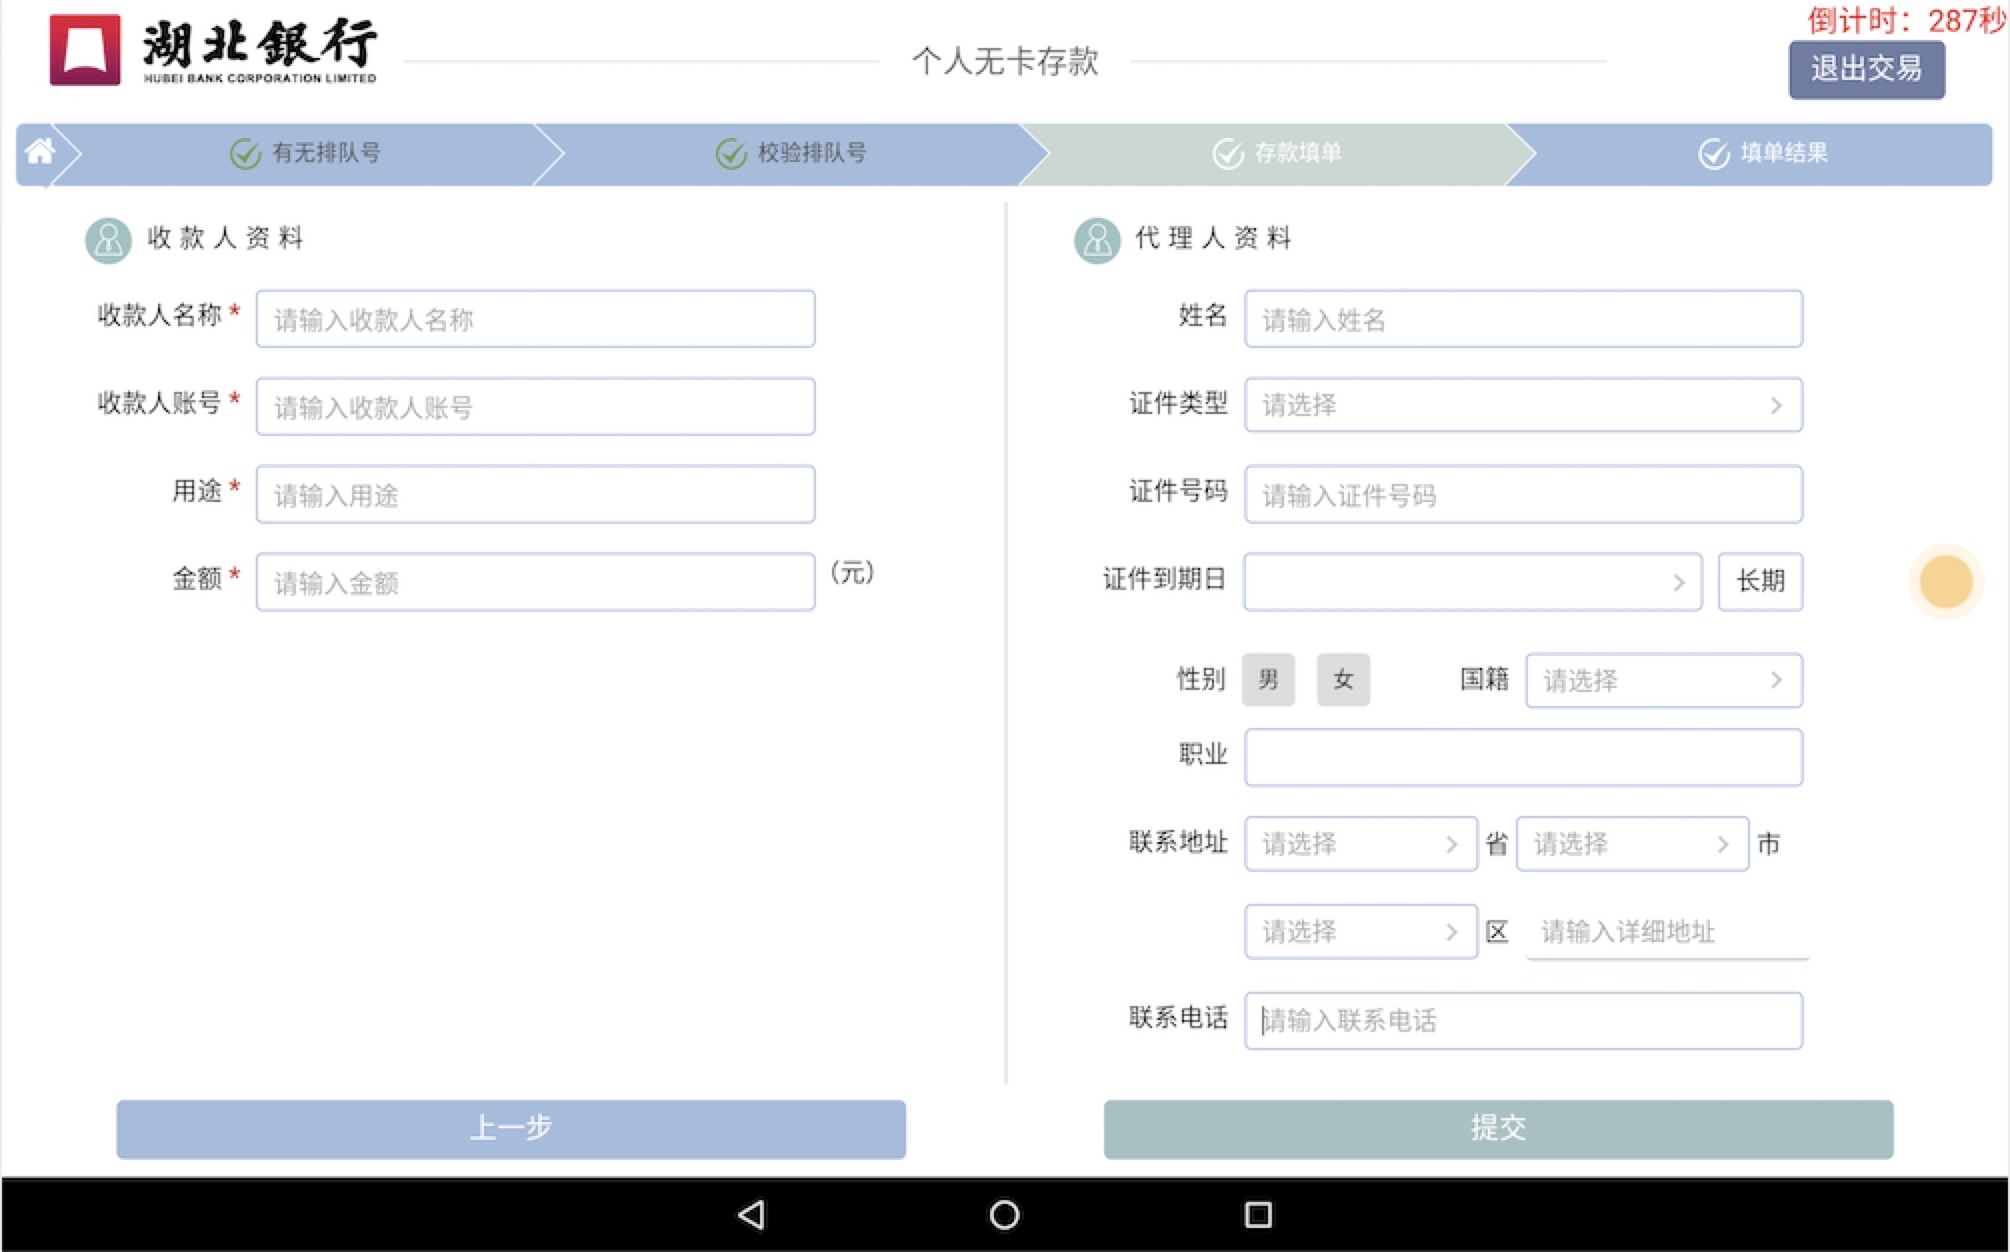 湖北銀行
HUBEI BANK CORPORATION LIMITED
个人无卡存款
倒计时：287秒
退出交易
有无排队号
校验排队号
存款填单
填单结果
收款人资料
收款人名称* 请输入收款人名称
收款人账号* 请输入收款人账号
用途* 请输入用途
金额* 请输入金额 (元)
代理人资料
姓名 请输入姓名
证件类型 请选择
证件号码 请输入证件号码
证件到期日 长期
性别 男 女 国籍 请选择
职业
联系地址 请选择 省 请选择 市
请选择 区 请输入详细地址
联系电话 请输入联系电话
上一步
提交